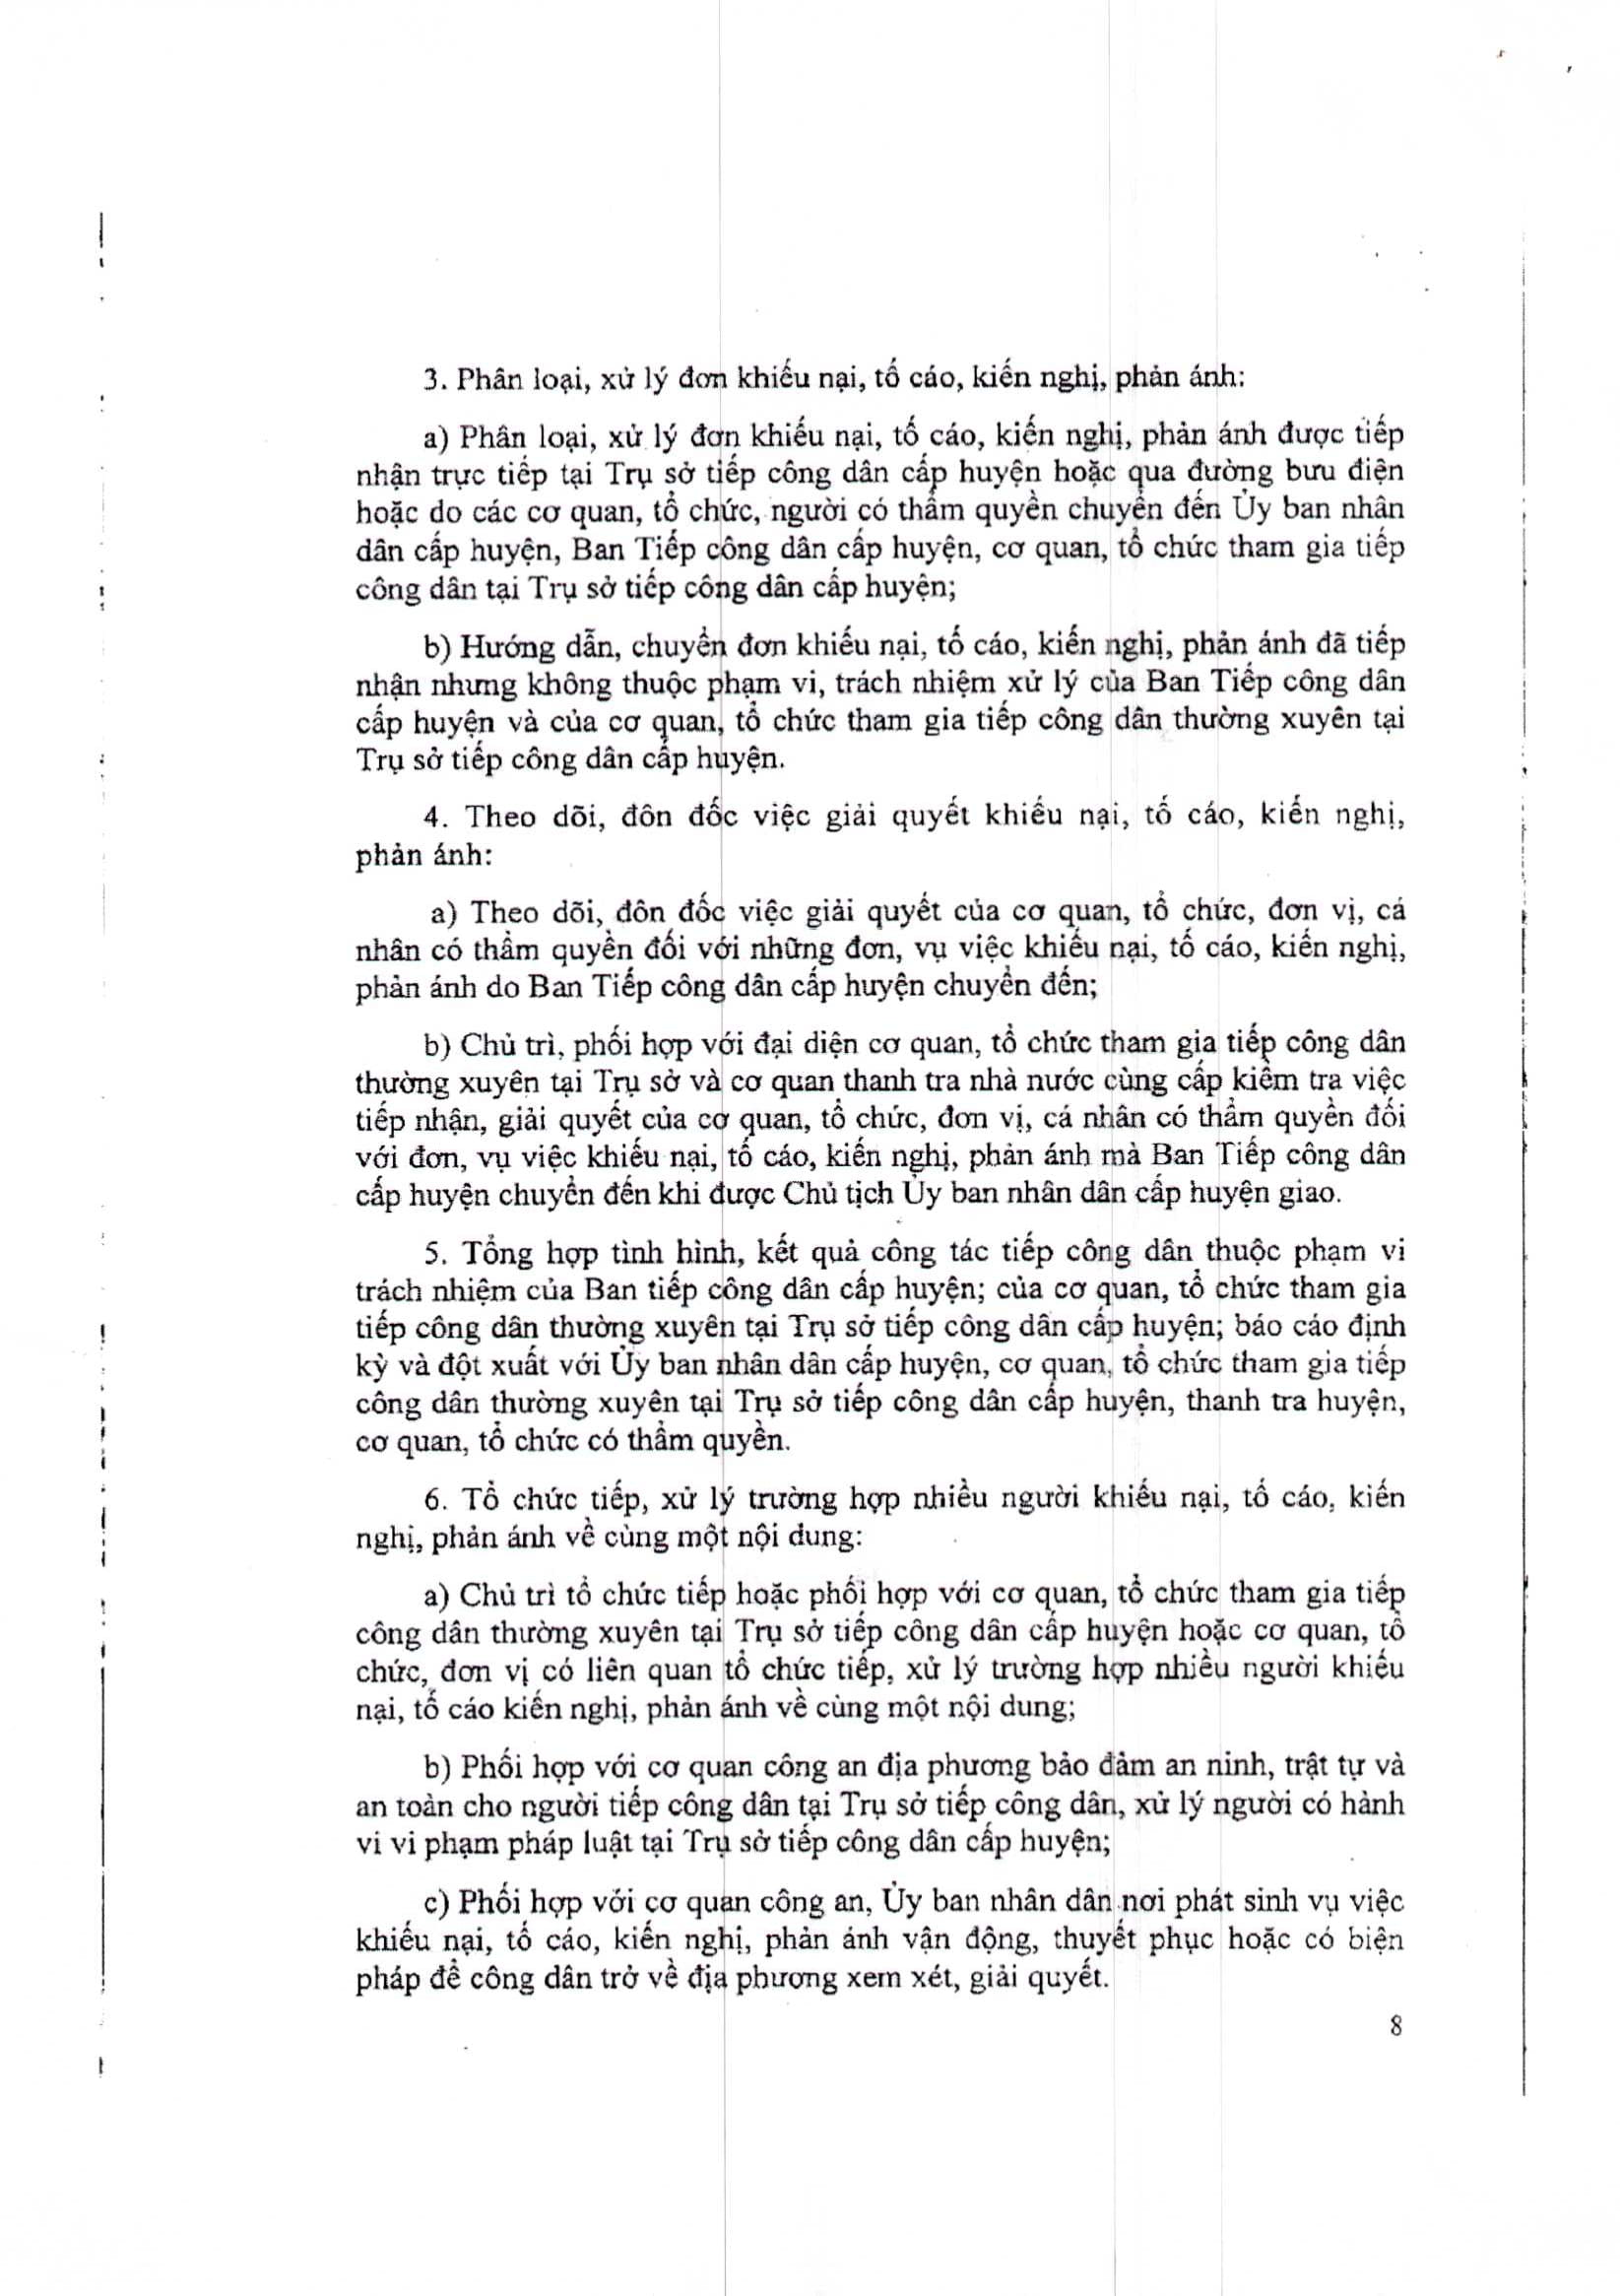 3. Phân loại, xử lý đơn khiếu nại, tố cáo, kiến nghị, phản ánh:
a) Phân loại, xử lý đơn khiếu nại, tố cáo, kiến nghị, phản ánh được tiếp
nhận trực tiếp tại Trụ sở tiếp công dân cấp huyện hoặc qua đường bưu điện
hoặc do các cơ quan, tổ chức, người có thẩm quyền chuyển đến Ủy ban nhân
dân cấp huyện, Ban Tiếp công dân cấp huyện, cơ quan, tổ chức tham gia tiếp
công dân tại Trụ sở tiếp công dân cấp huyện;
b) Hướng dẫn, chuyển đơn khiếu nại, tố cáo, kiến nghị, phản ánh đã tiếp
nhận nhưng không thuộc phạm vi, trách nhiệm xử lý của Ban Tiếp công dân
cấp huyện và của cơ quan, tổ chức tham gia tiếp công dân thường xuyên tại
Trụ sở tiếp công dân cấp huyện.
4. Theo dõi, đôn đốc việc giải quyết khiếu nại, tố cáo, kiến nghị,
phản ánh:
a) Theo dõi, đôn đốc việc giải quyết của cơ quan, tổ chức, đơn vị, cá
nhân có thẩm quyền đối với những đơn, vụ việc khiếu nại, tố cáo, kiến nghị,
phản ánh do Ban Tiếp công dân cấp huyện chuyển đến;
b) Chủ trì, phối hợp với đại diện cơ quan, tổ chức tham gia tiếp công dân
thường xuyên tại Trụ sở và cơ quan thanh tra nhà nước cùng cấp kiểm tra việc
tiếp nhận, giải quyết của cơ quan, tổ chức, đơn vị, cá nhân có thẩm quyền đối
với đơn, vụ việc khiếu nại, tố cáo, kiến nghị, phản ánh mà Ban Tiếp công dân
cấp huyện chuyển đến khi được Chủ tịch Ủy ban nhân dân cấp huyện giao.
5. Tổng hợp tình hình, kết quả công tác tiếp công dân thuộc phạm vi
trách nhiệm của Ban tiếp công dân cấp huyện; của cơ quan, tổ chức tham gia
tiếp công dân thường xuyên tại Trụ sở tiếp công dân cấp huyện; báo cáo định
kỳ và đột xuất với Ủy ban nhân dân cấp huyện, cơ quan, tổ chức tham gia tiếp
công dân thường xuyên tại Trụ sở tiếp công dân cấp huyện, thanh tra huyện,
cơ quan, tổ chức có thẩm quyền.
6. Tổ chức tiếp, xử lý trường hợp nhiều người khiếu nại, tố cáo, kiến
nghị, phản ánh về cùng một nội dung:
a) Chủ trì tổ chức tiếp hoặc phối hợp với cơ quan, tổ chức tham gia tiếp
công dân thường xuyên tại Trụ sở tiếp công dân cấp huyện hoặc cơ quan, tổ
chức, đơn vị có liên quan tổ chức tiếp, xử lý trường hợp nhiều người khiếu
nại, tố cáo kiến nghị, phản ánh về cùng một nội dung;
b) Phối hợp với cơ quan công an địa phương bảo đảm an ninh, trật tự và
an toàn cho người tiếp công dân tại Trụ sở tiếp công dân, xử lý người có hành
vi vi phạm pháp luật tại Trụ sở tiếp công dân cấp huyện;
c) Phối hợp với cơ quan công an, Ủy ban nhân dân nơi phát sinh vụ việc
khiếu nại, tố cáo, kiến nghị, phản ánh vận động, thuyết phục hoặc có biện
pháp để công dân trở về địa phương xem xét, giải quyết.
8